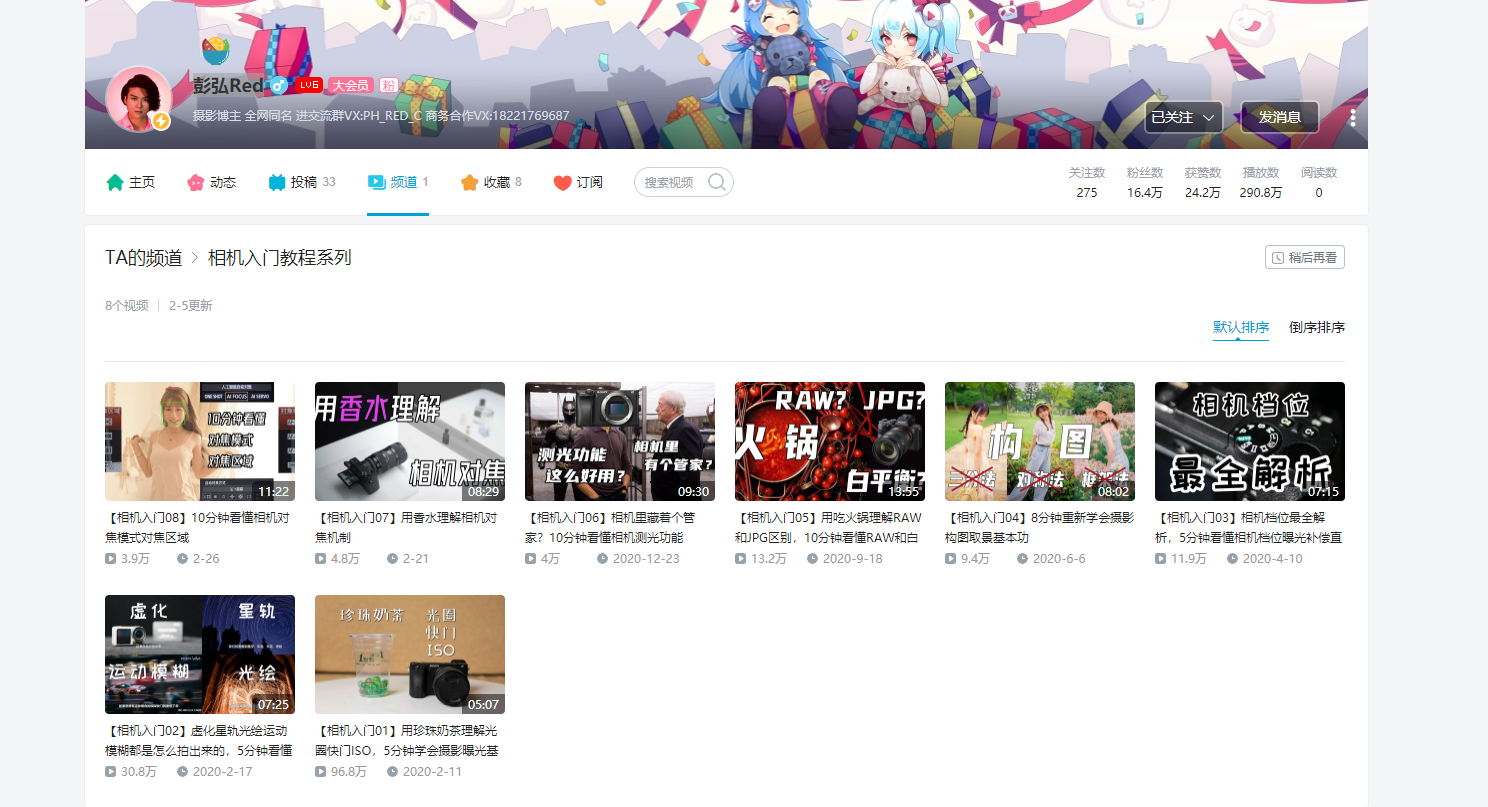 彭弘Red LV6 大会员 粉
摄影博主 全网同名 进交流群VX:PH_RED_C 商务合作VX:18221769687
已关注 发消息
主页 动态 投稿 33 频道 1 收藏 8 订阅 搜索视频
关注数 粉丝数 获赞数 播放数 阅读数
275 16.4万 24.2万 290.8万 0
TA的频道 > 相机入门教程系列
稍后再看
8个视频 2-5更新
默认排序 倒序排序
人工智能自动对焦
ONE SHOT AI FOCUS AI SERVO
10分钟看懂
对焦模式
对焦区域
11:22
用香水理解
相机对焦
08:29
测光功能
这么好用?
相机里
有个管家?
09:30
RAW? JPG?
火锅
白平衡?
13:55
构图
三分法 对称法 框架法
08:02
相机档位
最全解析
07:15
【相机入门08】10分钟看懂相机对
焦模式对焦区域
3.9万 2-26
【相机入门07】用香水理解相机对
焦机制
4.8万 2-21
【相机入门06】相机里藏着个管
家？10分钟看懂相机测光功能
4万 2020-12-23
【相机入门05】用吃火锅理解RAW
和JPG区别，10分钟看懂RAW和白
13.2万 2020-9-18
【相机入门04】8分钟重新学会摄影
构图取景基本功
9.4万 2020-6-6
【相机入门03】相机档位最全解
析，5分钟看懂相机档位曝光补偿直
11.9万 2020-4-10
虚化 星轨
运动模糊 光绘
07:25
珍珠奶茶 光圈
快门
ISO
05:07
【相机入门02】虚化星轨光绘运动
模糊都是怎么拍出来的，5分钟看懂
30.8万 2020-2-17
【相机入门01】用珍珠奶茶理解光
圈快门ISO，5分钟学会摄影曝光基
96.8万 2020-2-11